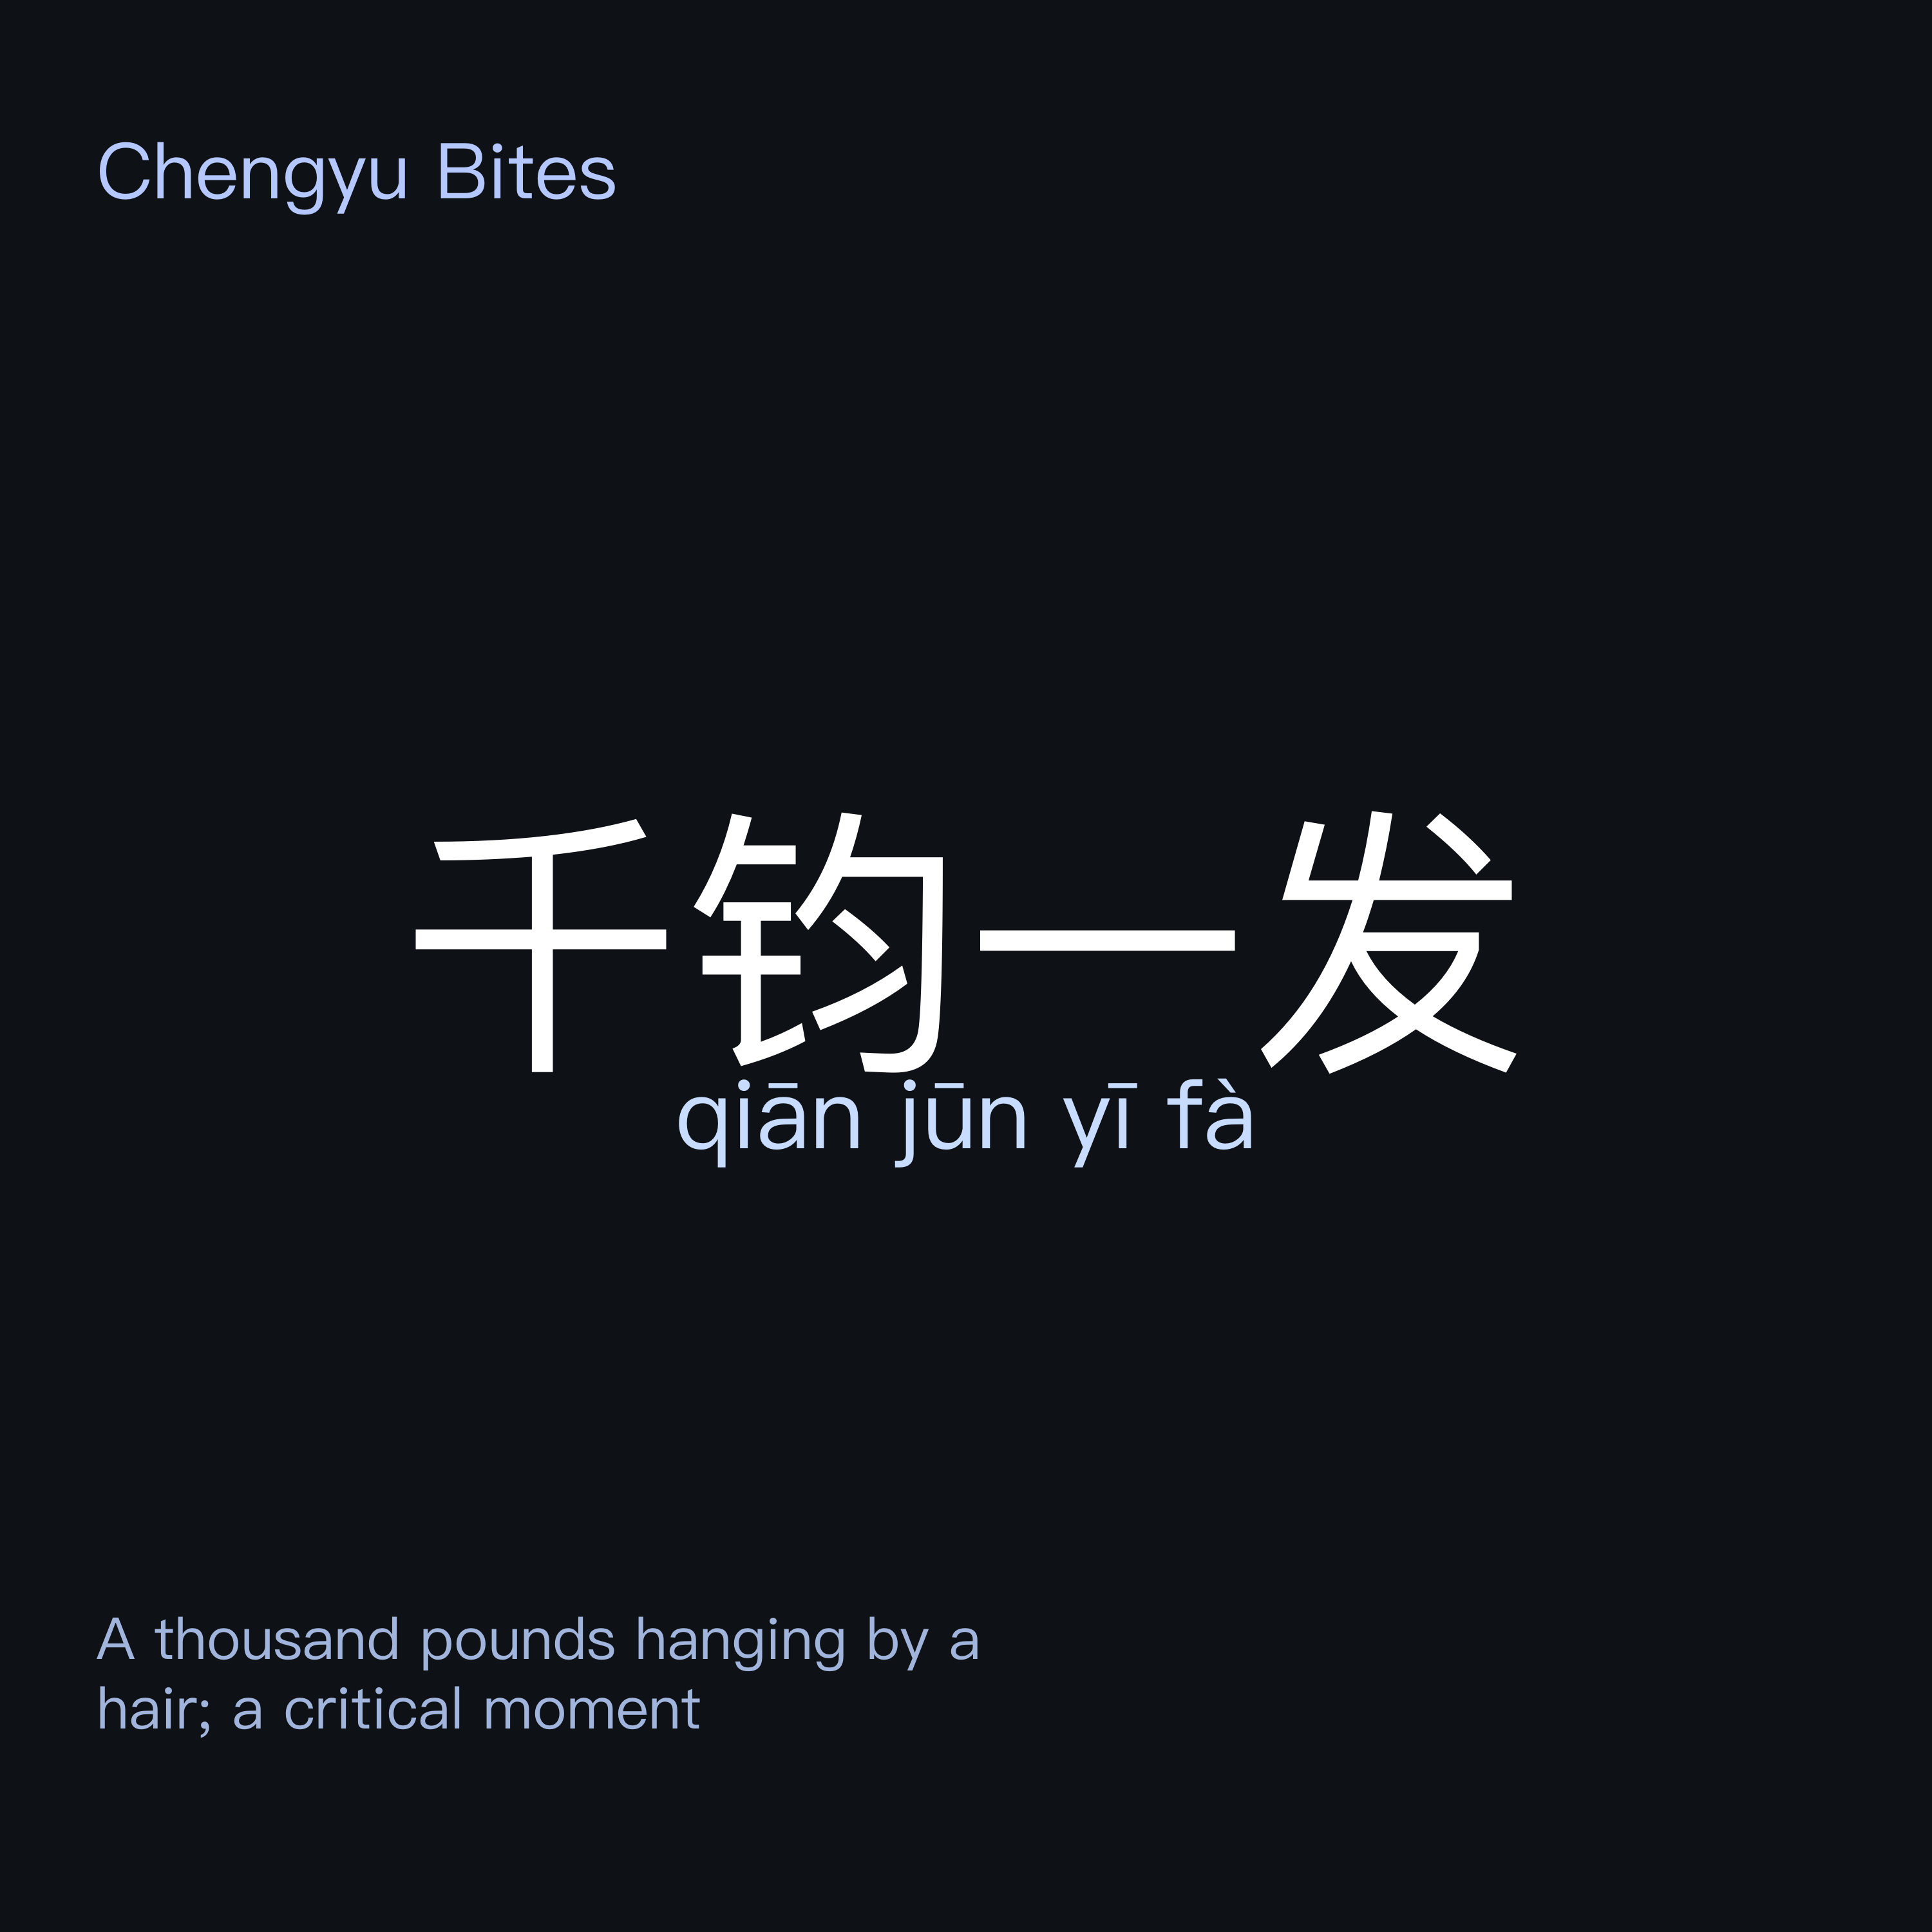 Chengyu Bites
千钧一发
qiān jūn yī fà
A thousand pounds hanging by a
hair; a critical moment